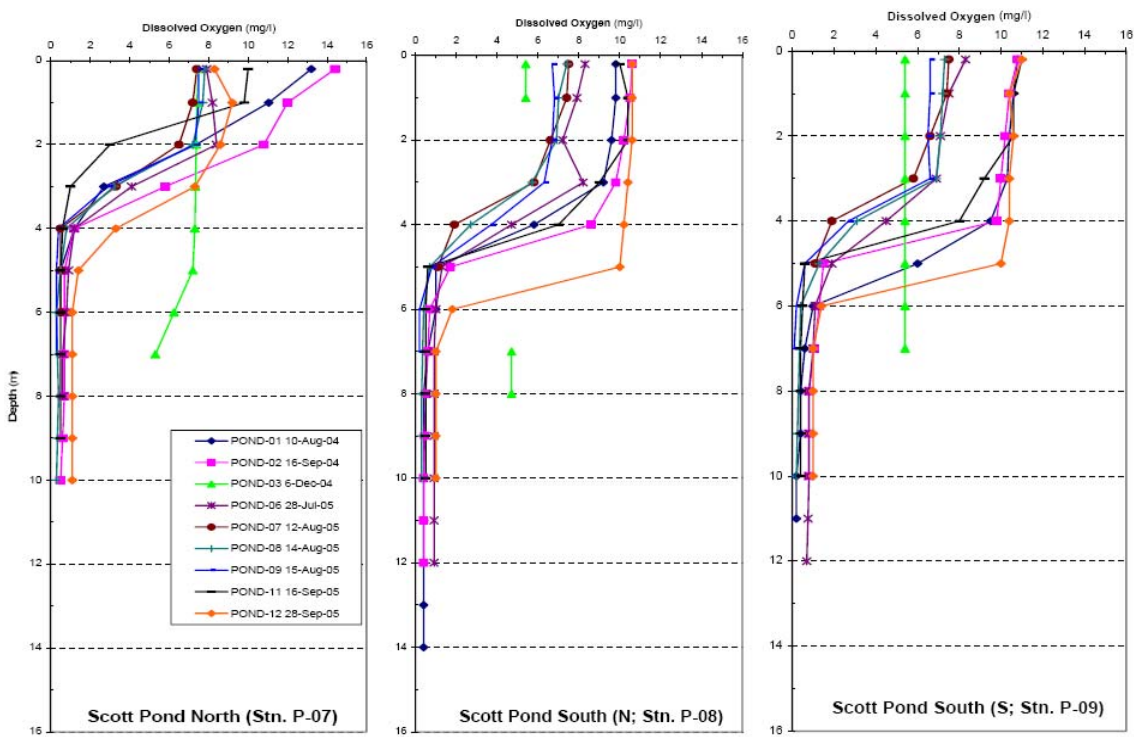 Dissolved Oxygen (mg/l)
0 2 4 6 8 10 12 14 16
0
2
4
6
8
10
12
14
16
Depth (m)
POND-01 10-Aug-04
POND-02 16-Sep-04
POND-03 6-Dec-04
POND-06 28-Jul-05
POND-07 12-Aug-05
POND-08 14-Aug-05
POND-09 15-Aug-05
POND-11 16-Sep-05
POND-12 28-Sep-05
Scott Pond North (Stn. P-07)
Dissolved Oxygen (mg/l)
0 2 4 6 8 10 12 14 16
0
2
4
6
8
10
12
14
16
Scott Pond South (N; Stn. P-08)
Dissolved Oxygen (mg/l)
0 2 4 6 8 10 12 14 16
0
2
4
6
8
10
12
14
16
Scott Pond South (S; Stn. P-09)